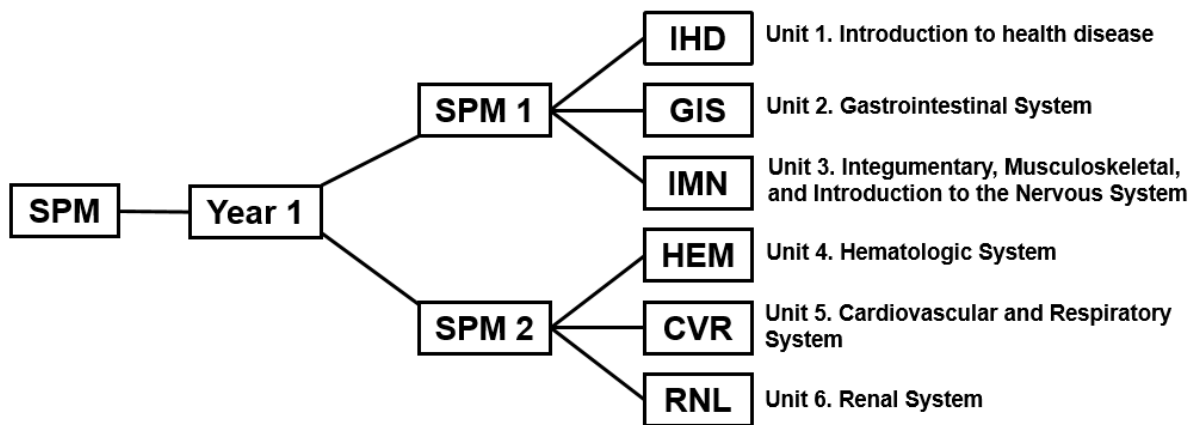 IHD Unit 1. Introduction to health disease
SPM 1 GIS Unit 2. Gastrointestinal System
IMN Unit 3. Integumentary, Musculoskeletal,
and Introduction to the Nervous System
SPM Year 1
HEM Unit 4. Hematologic System
SPM 2 CVR Unit 5. Cardiovascular and Respiratory
System
RNL Unit 6. Renal System